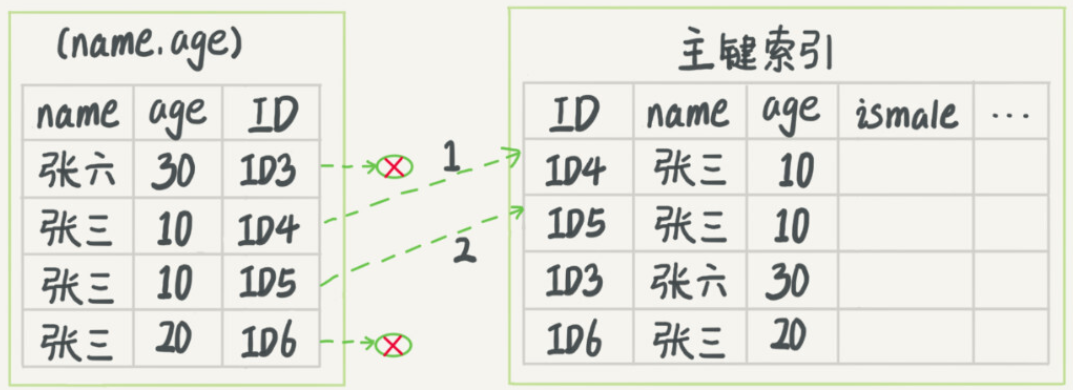 (name.age)
name age ID
张六 30 ID3
张三 10 ID4
张三 10 ID5
张三 20 ID6
1
2
主键索引
ID name age ismale ...
ID4 张三 10
ID5 张三 10
ID3 张六 30
ID6 张三 20